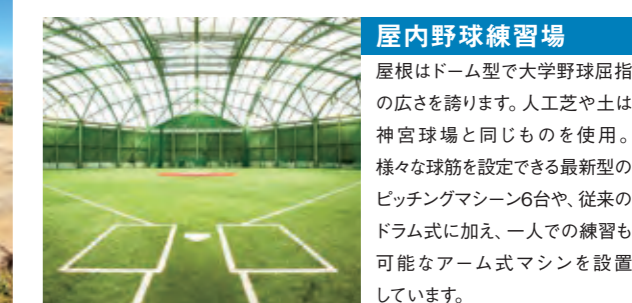 屋内野球練習場
屋根はドーム型で大学野球屈指
の広さを誇ります。人工芝や土は
神宮球場と同じものを使用。
様々な球筋を設定できる最新型の
ピッチングマシーン6台や、従来の
ドラム式に加え、一人での練習も
可能なアーム式マシンを設置
しています。